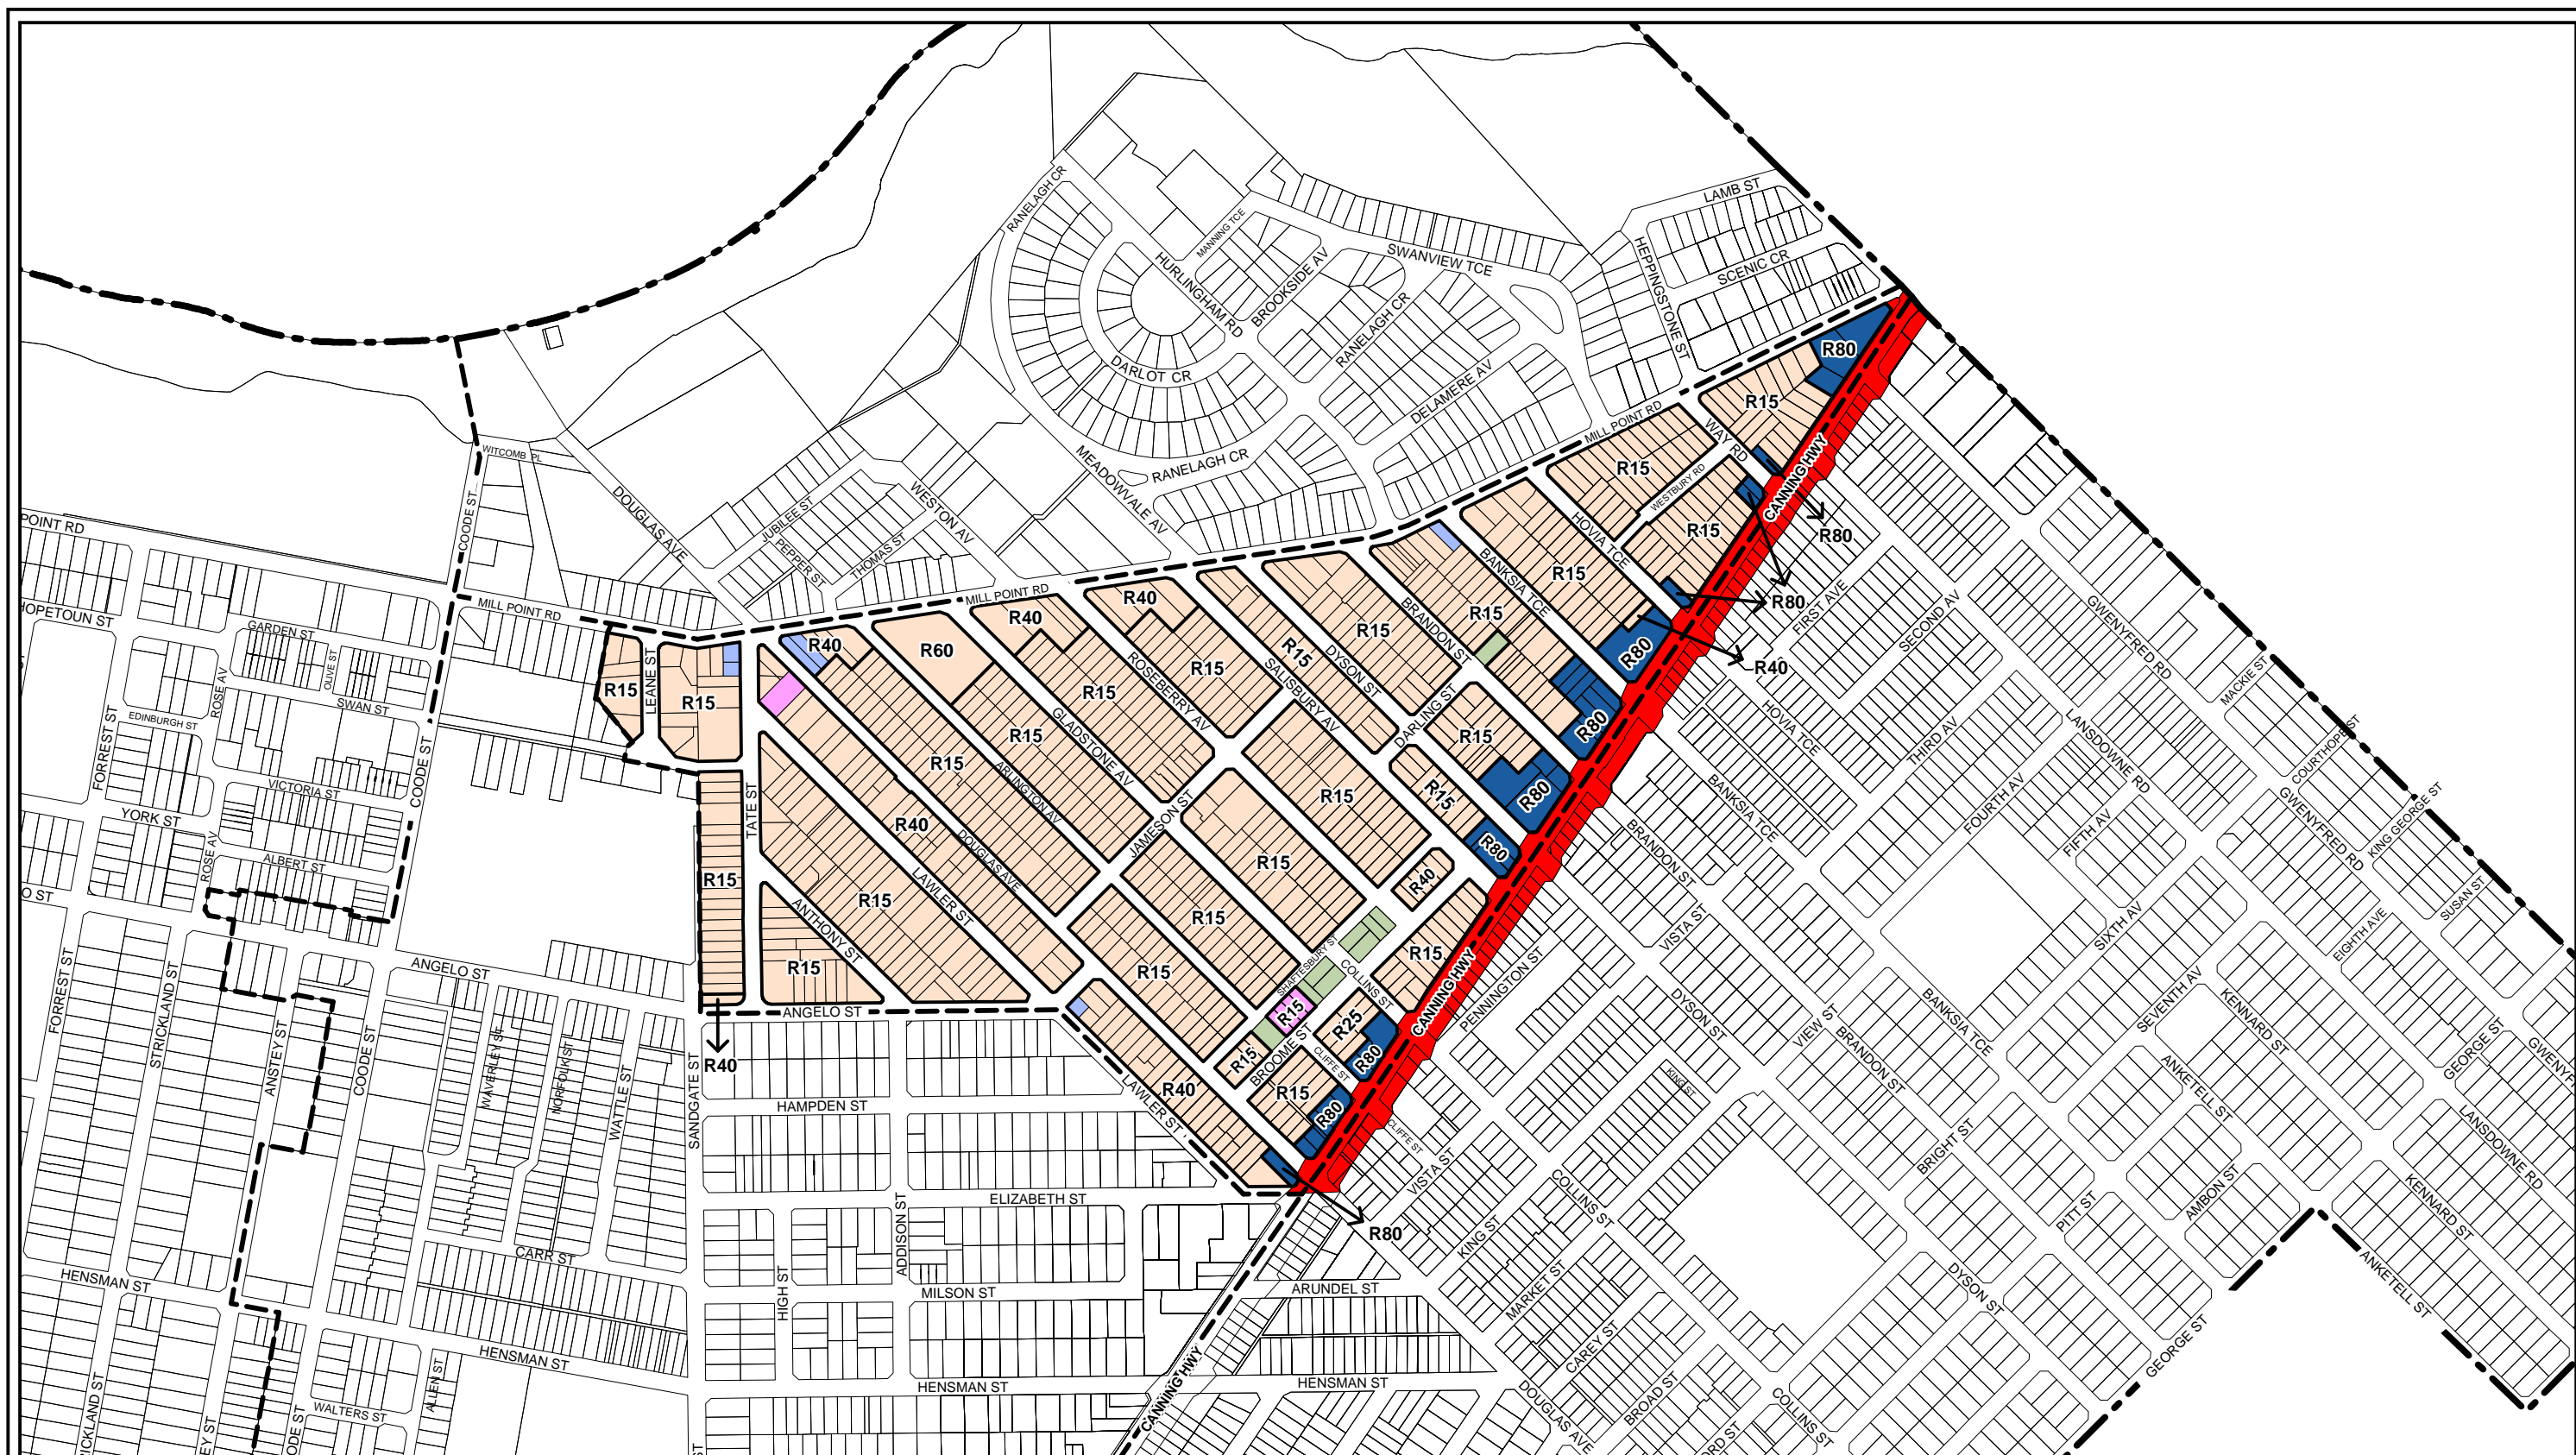 LAMB ST
HEPPINGSTONE ST
SCENIC CR
RANELAGH CR
MANNING TCE
HURLINGHAM RD
BROOKSIDE AV
SWANVIEW TCE
RANELAGH CR
DARLOT CR
DELAMERE AV
R80
R15
MILL POINT RD
WAY RD
CANNING HWY
WITCOMB PL
MEADOWVALE AV
RANELAGH CR
R15
WESTBURY RD
COODE ST
DOUGLAS AVE
JUBILEE ST
WESTON AV
PEPPER ST
THOMAS ST
POINT RD
HOVIA TCE
R15
R80
BANKSIA TCE
R15
HOPETOUN ST
MILL POINT RD
MILL POINT RD
R40
R40
R15
BRANDON ST
R15
R80
FIRST AVE
SECOND AV
GWENYFRED RD
GARDEN ST
OLIVE ST
R40
R60
R15
DYSON ST
R15
R80
R40
MACKIE ST
ROSE AV
SWAN ST
EDINBURGH ST
LEANE ST
R15
R15
R15
ROSEBERRY AV
SALISBURY AV
DARLING ST
R15
R80
HOVIA TCE
THIRD AV
LANSDOWNE RD
COURTHOPE ST
FORREST ST
COODE ST
VICTORIA ST
YORK ST
TATE ST
R15
ARLINGTON AV
R15
GLADSTONE AV
JAMESON ST
R15
R15
R80
BANKSIA TCE
FOURTH AV
FIFTH AV
GWENYFRED RD
KING GEORGE ST
ROSE AV
ALBERT ST
R40
DOUGLAS AVE
R15
R80
BRANDON ST
O ST
R15
R15
LAWLER ST
R15
R40
VISTA ST
SIXTH AV
EIGHTH AVE
SUSAN ST
ANTHONY ST
R15
R15
SHAFTESBURY ST
COLLINS ST
R15
CANNING HWY
PENNINGTON ST
FORREST ST
STRICKLAND ST
ANGELO ST
ANGELO ST
R15
R25
DYSON ST
VIEW ST
BANKSIA TCE
SEVENTH AV
KENNARD ST
GEORGE ST
ANSTEY ST
COODE ST
WAVERLEY ST
NORFOLK ST
WATTLE ST
SANDGATE ST
R40
R15
BROOME ST
CLIFFE ST
R80
R15
R80
R40
KING ST
BRANDON ST
ANKETELL ST
GWENYF
HAMPDEN ST
LAWLER ST
CLIFFE ST
VISTA ST
BRIGHT ST
LANSDOWNE RD
ELIZABETH ST
ADDISON ST
R80
COLLINS ST
KING ST
PITT ST
AMBON ST
KENNARD ST
CARR ST
HENSMAN ST
HIGH ST
MILSON ST
ARUNDEL ST
MARKET ST
DYSON ST
ANKETELL ST
HENSMAN ST
CANNING HWY
CAREY ST
GEORGE ST
ALLEN ST
HENSMAN ST
HENSMAN ST
DOUGLAS AVE
BROAD ST
COLLINS ST
WALTERS ST
ICKLAND ST
EY ST
ODE ST
ST
ORD ST